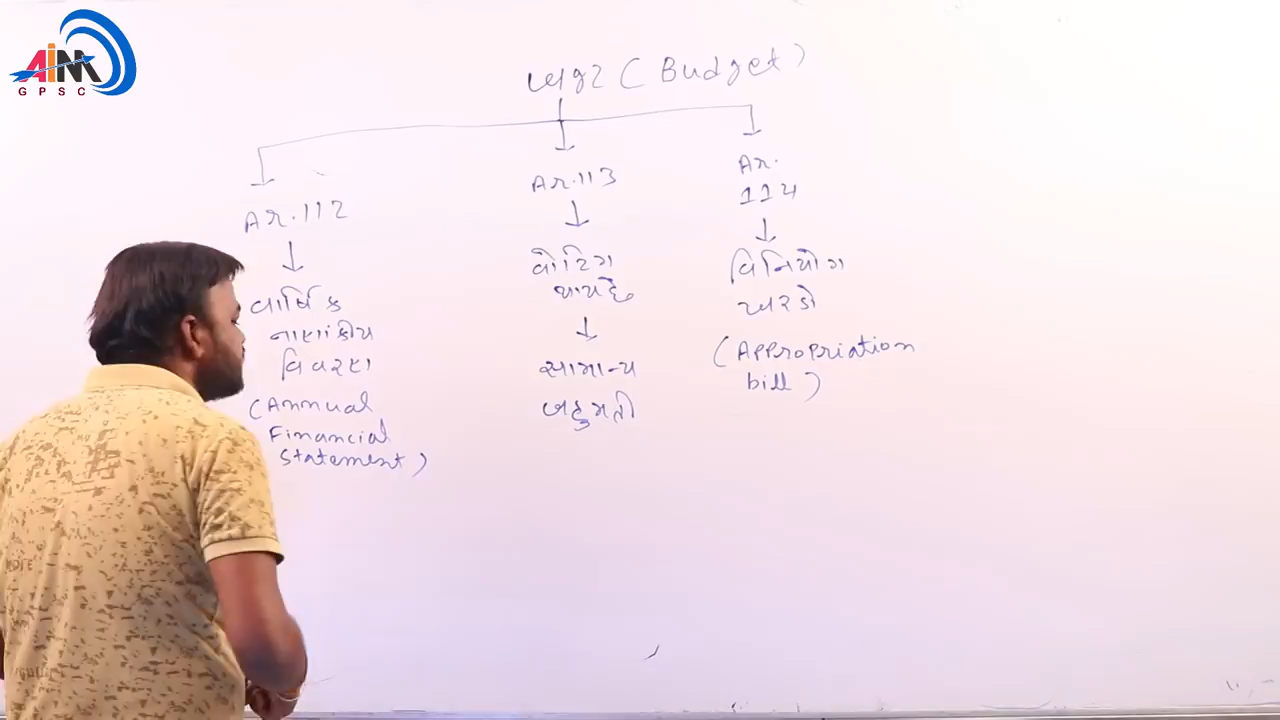 AIM
GPSC
બજેટ (Budget)
Ar.112
વાર્ષિક
નાણાંકીય
વિવરણ
(Annual
Financial
Statement)
Ar.113
વોટિંગ
થાય છે
સામાન્ય
બહુમતી
Ar.
114
વિનિયોગ
ખરડો
(Appropriation
bill)